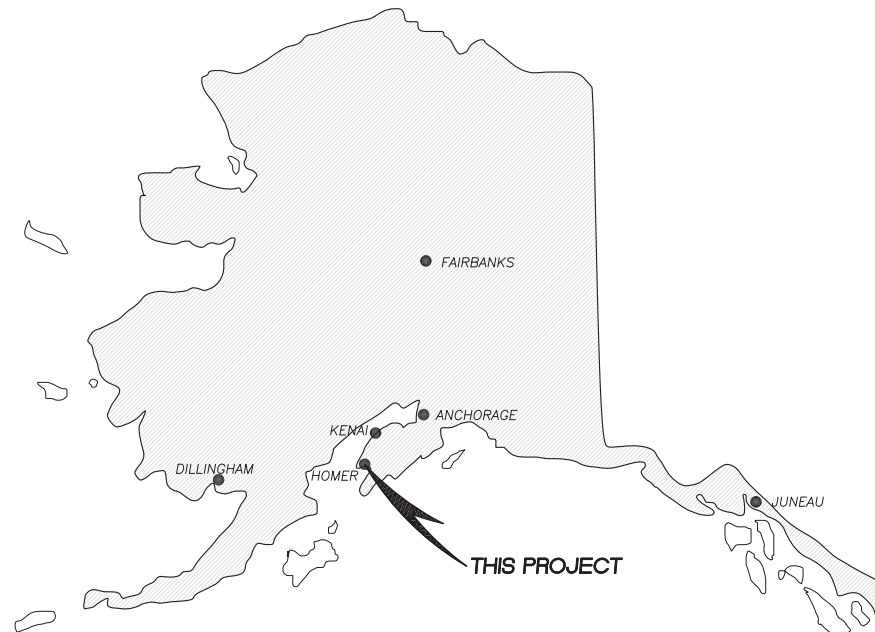 FAIRBANKS
ANCHORAGE
KENAI
DILLINGHAM
HOMER
JUNEAU
THIS PROJECT